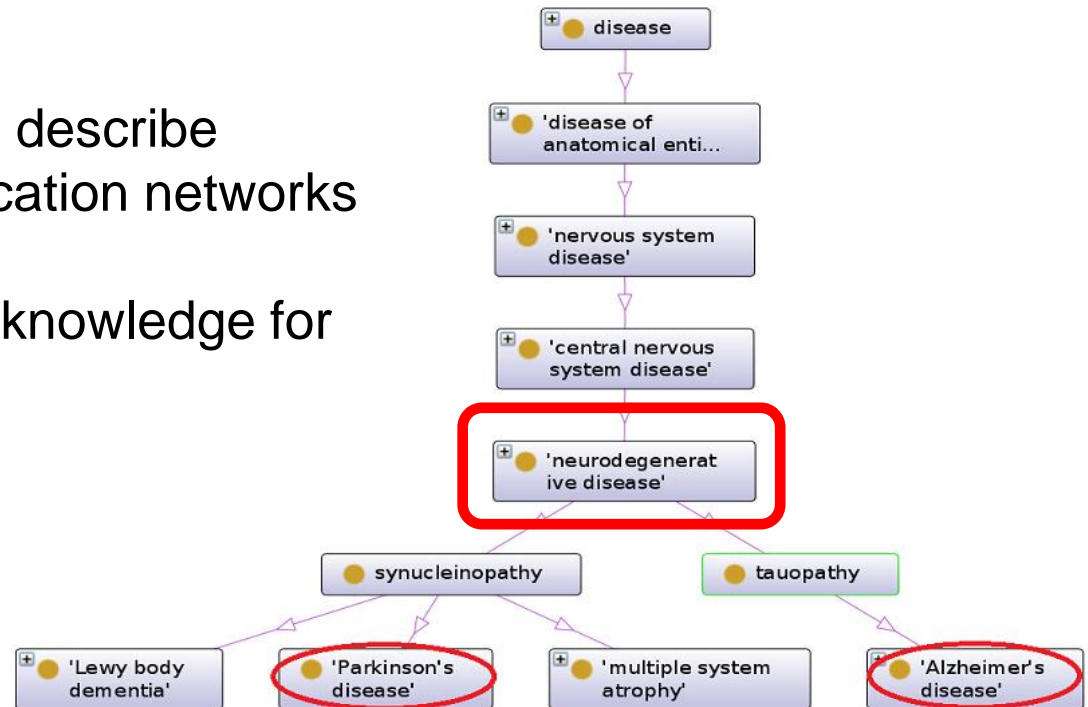 describe
cation networks
knowledge for
disease
'disease of
anatomical enti...
'nervous system
disease'
'central nervous
system disease'
'neurodegenerat
ive disease'
synucleinopathy
tauopathy
'Lewy body
dementia'
'Parkinson's
disease'
'multiple system
atrophy'
'Alzheimer's
disease'